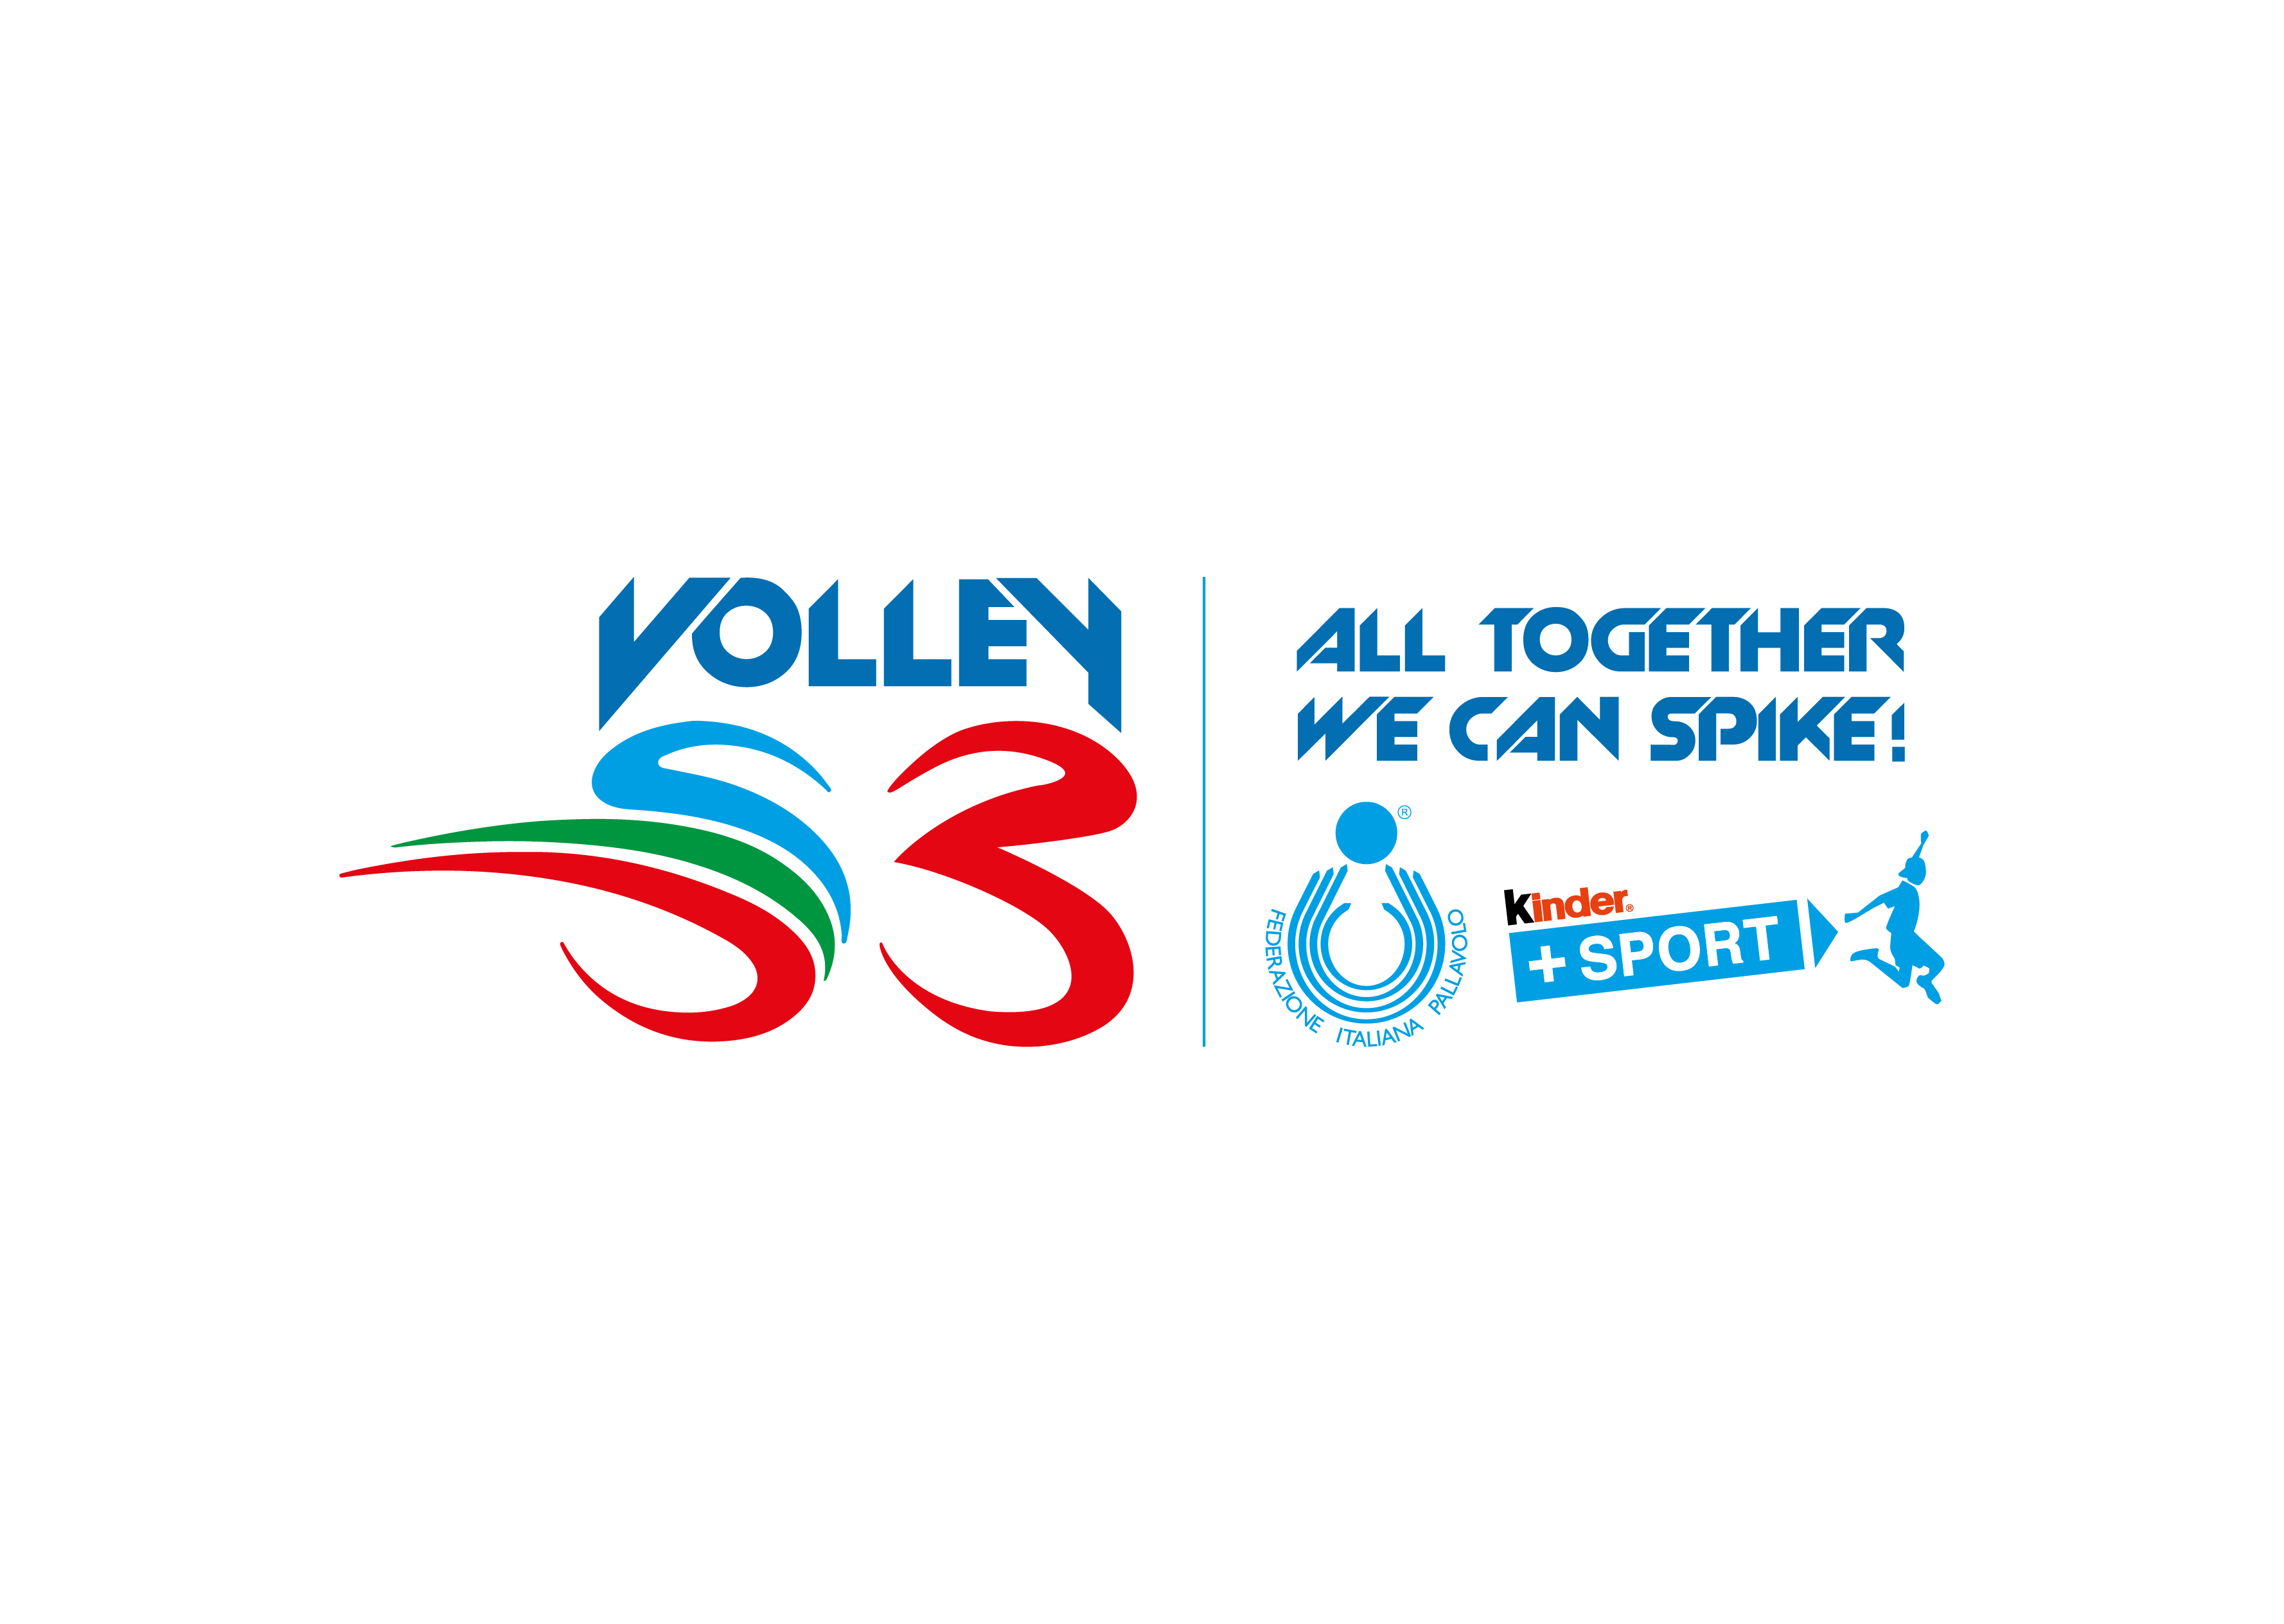 VOLLEY
S3
ALL TOGETHER
WE CAN SPIKE!
®
FEDERAZIONE ITALIANA PALLAVOLO
kinder®
+SPORT